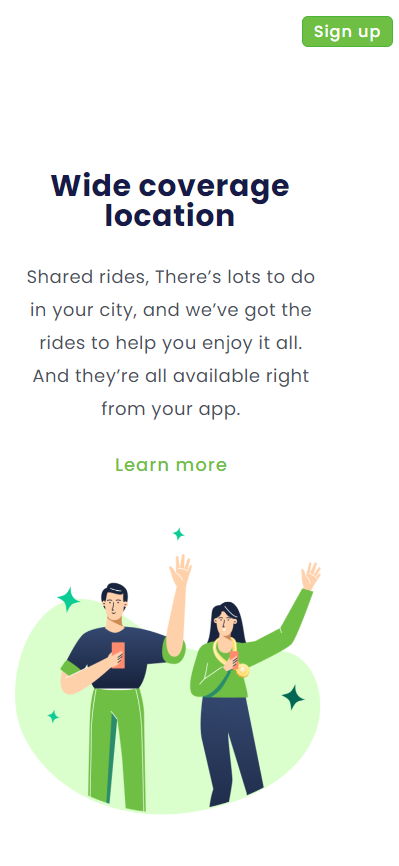 Sign up
Wide coverage
location
Shared rides, There’s lots to do
in your city, and we’ve got the
rides to help you enjoy it all.
And they’re all available right
from your app.
Learn more